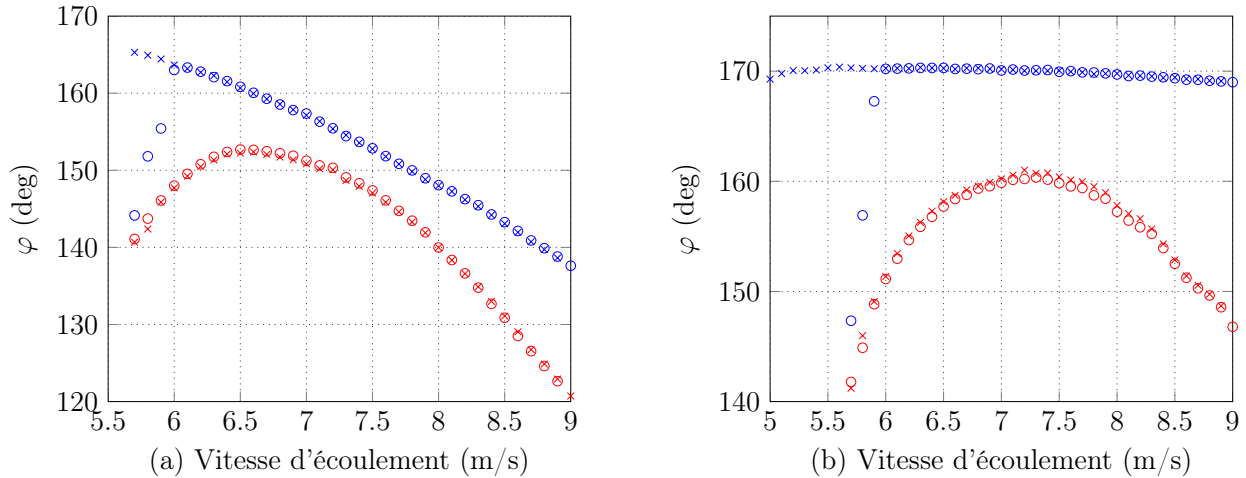 170
160
150
140
130
120
φ (deg)
5.5 6 6.5 7 7.5 8 8.5 9
(a) Vitesse d'écoulement (m/s)
170
160
150
140
φ (deg)
5 5.5 6 6.5 7 7.5 8 8.5 9
(b) Vitesse d'écoulement (m/s)